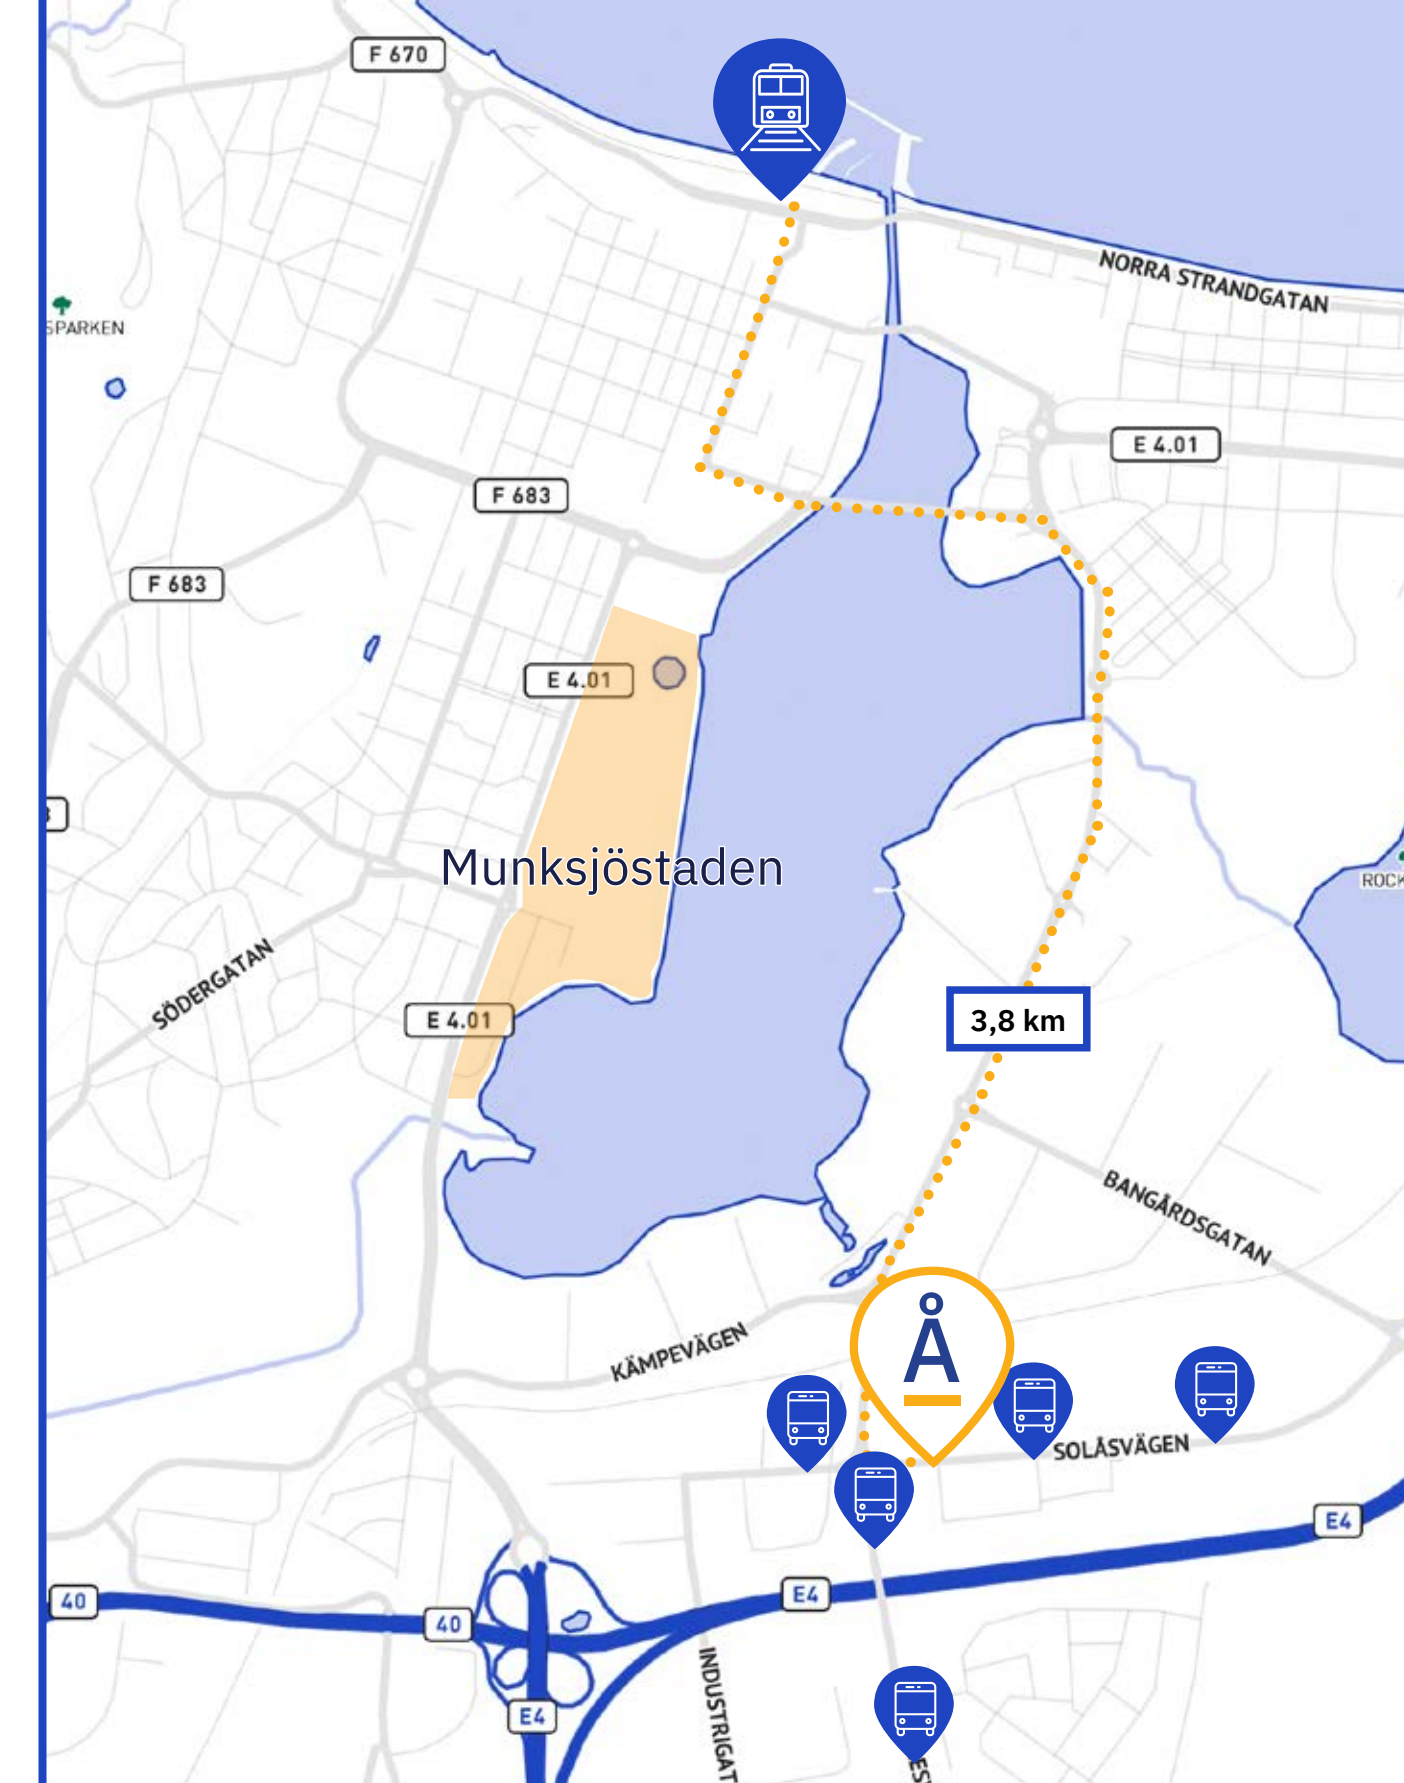 F 670
NORRA STRANDGATAN
SPARKEN
E 4.01
F 683
F 683
E 4.01
Munksjöstaden
SÖDERGATAN
E 4.01
3,8 km
BANGÅRDSGATAN
Å
KÄMPEVÄGEN
SOLÅSVÄGEN
E4
E4
40
40
E4
INDUSTRIGAT